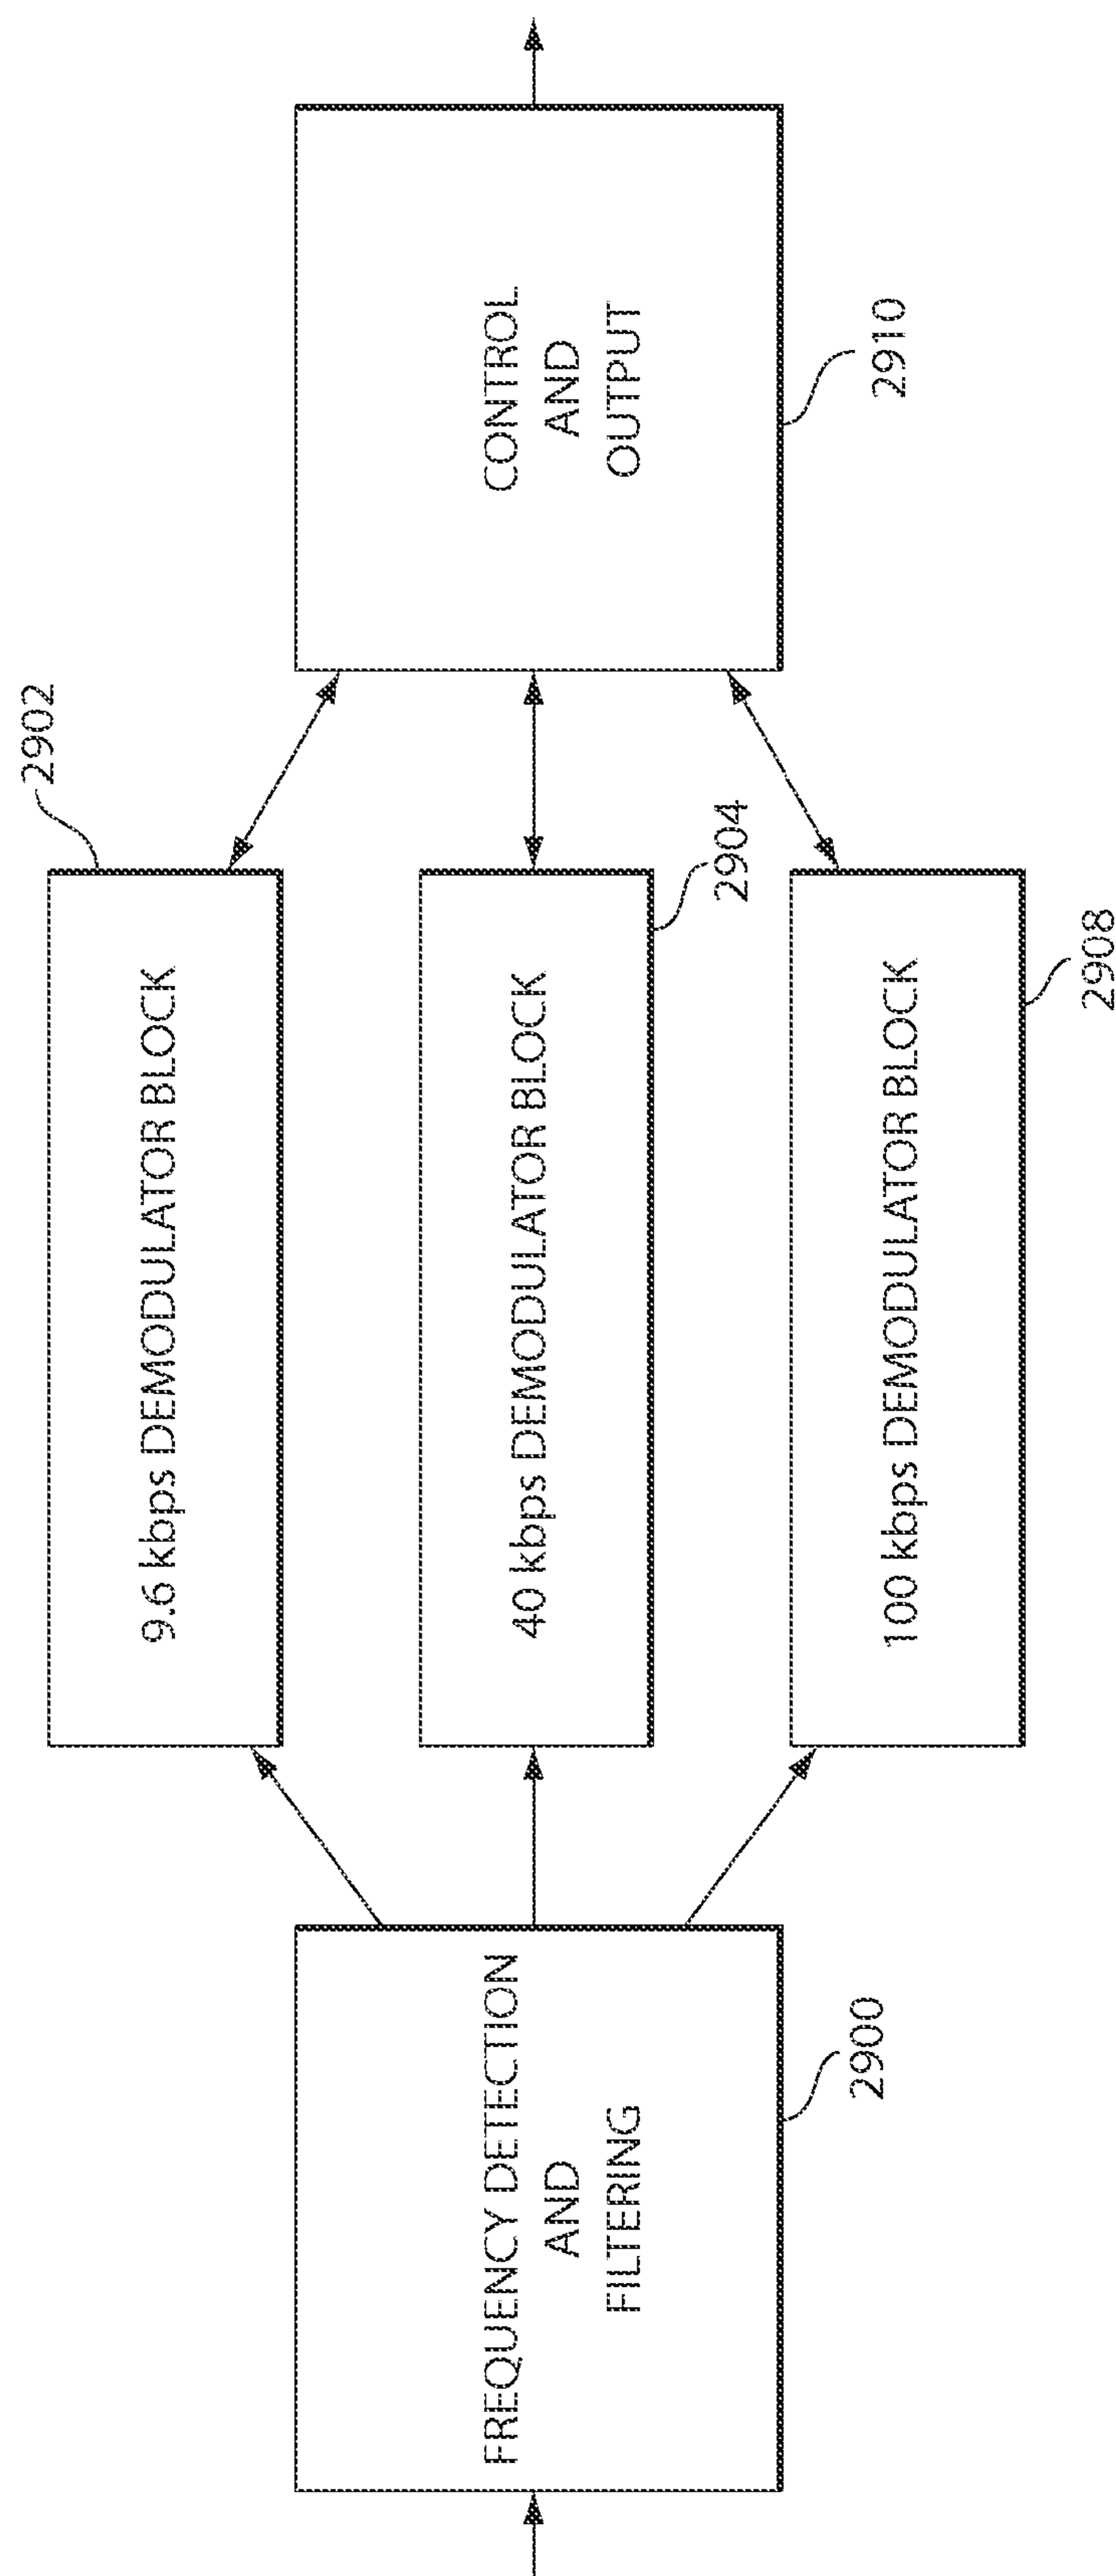 FREQUENCY DETECTION
AND
FILTERING
2900
9.6 kbps DEMODULATOR BLOCK
2902
40 kbps DEMODULATOR BLOCK
2904
100 kbps DEMODULATOR BLOCK
2908
CONTROL
AND
OUTPUT
2910